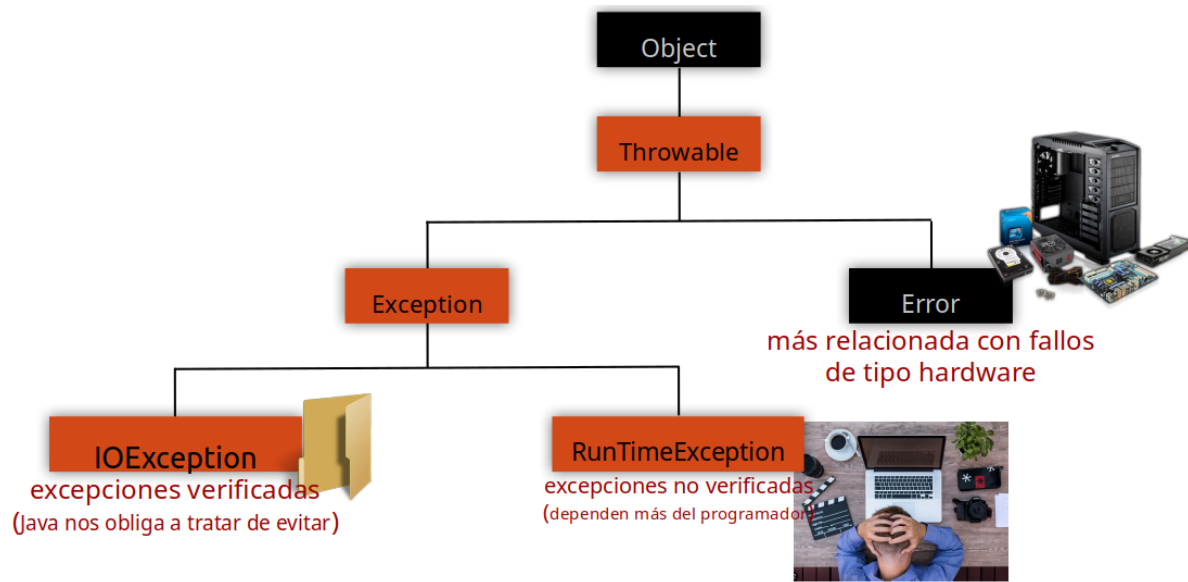 Object
Throwable
Exception
Error
más relacionada con fallos
de tipo hardware
IOException
excepciones verificadas
(Java nos obliga a tratar de evitar)
RunTimeException
excepciones no verificadas
(dependen más del programador)